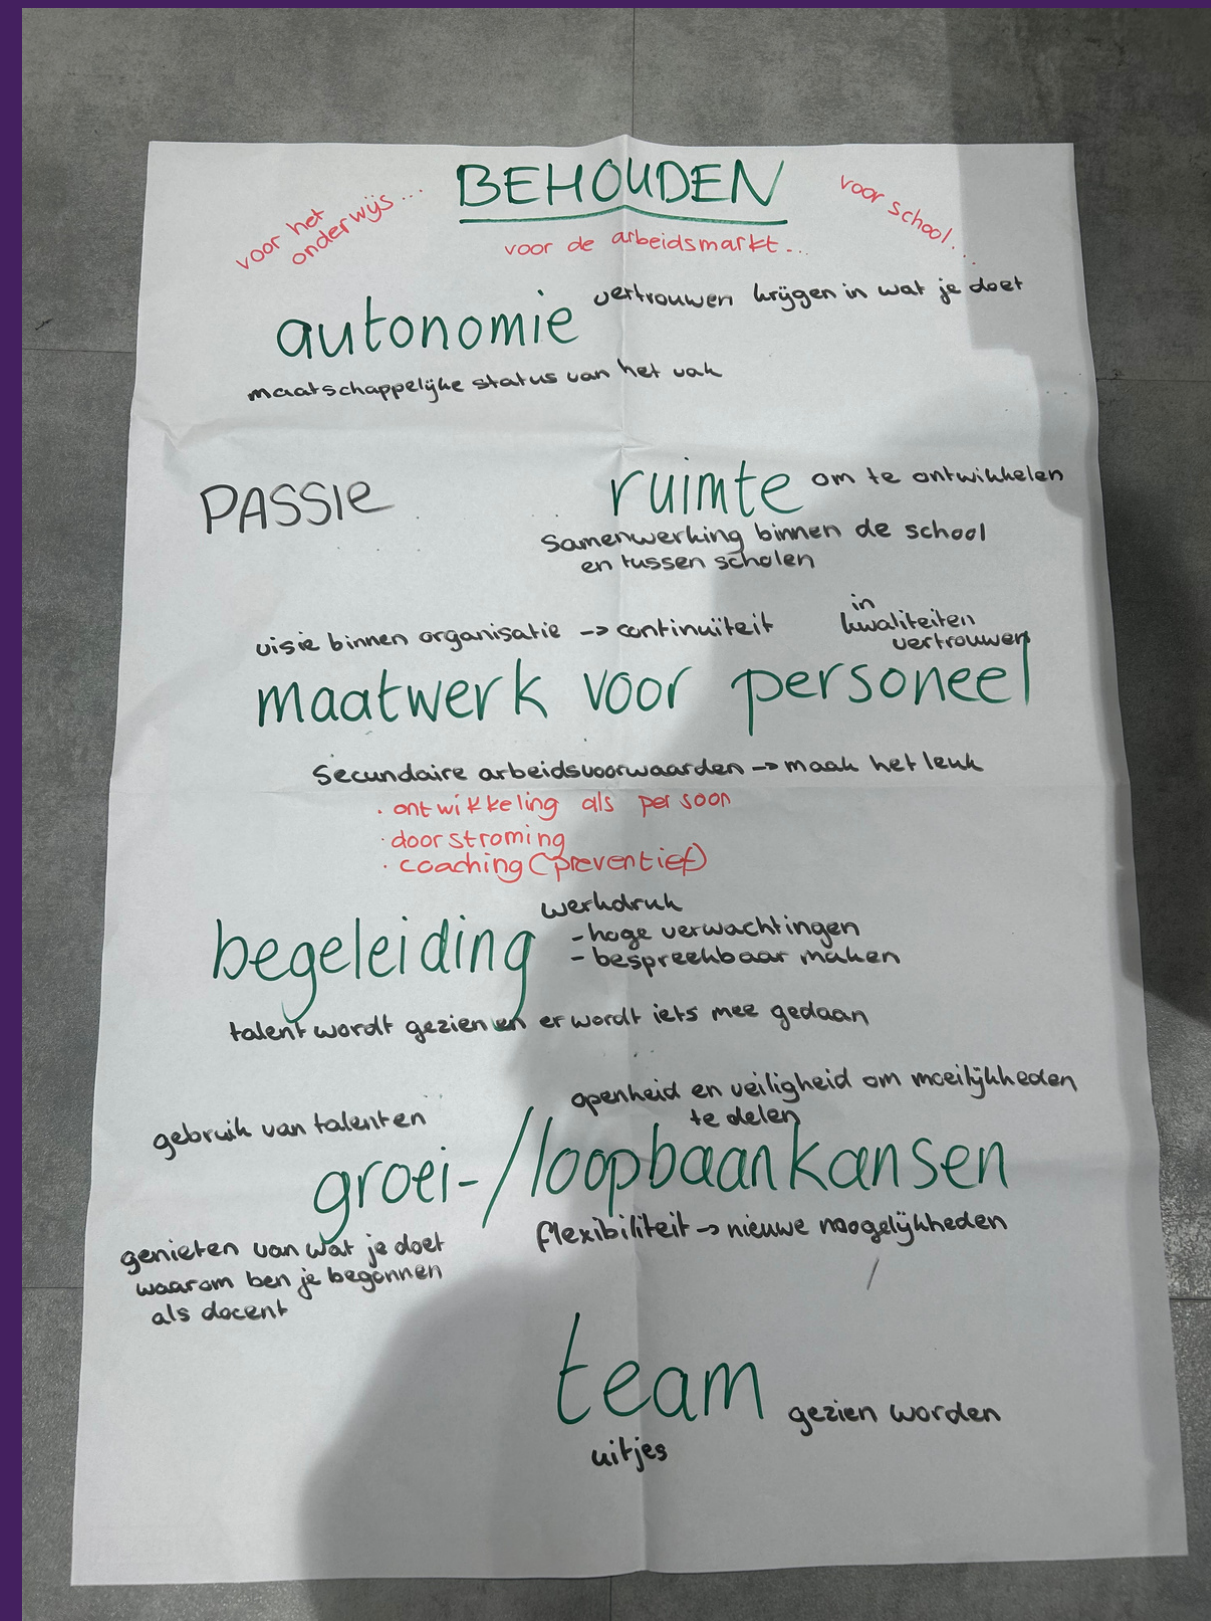 BEHOUDEN
voor het
onderwijs...
voor de arbeidsmarkt...
voor school...
autonomie
vertrouwen krijgen in wat je doet
maatschappelijke status van het vak
PASSIE
ruimte om te ontwikkelen
samenwerking binnen de school
en tussen scholen
visie binnen organisatie -> continuïteit
in
kwaliteiten
vertrouwen
maatwerk voor personeel
Secundaire arbeidsvoorwaarden -> maak het leuk
· ontwikkeling als persoon
· doorstroming
· coaching (preventief)
begeleiding
werkdruk
- hoge verwachtingen
- bespreekbaar maken
talent wordt gezien en er wordt iets mee gedaan
openheid en veiligheid om moeilijkheden
te delen
gebruik van talenten
groei-/loopbaankansen
flexibiliteit -> nieuwe moogelijkheden
genieten van wat je doet
waarom ben je begonnen
als docent
team
gezien worden
uitjes